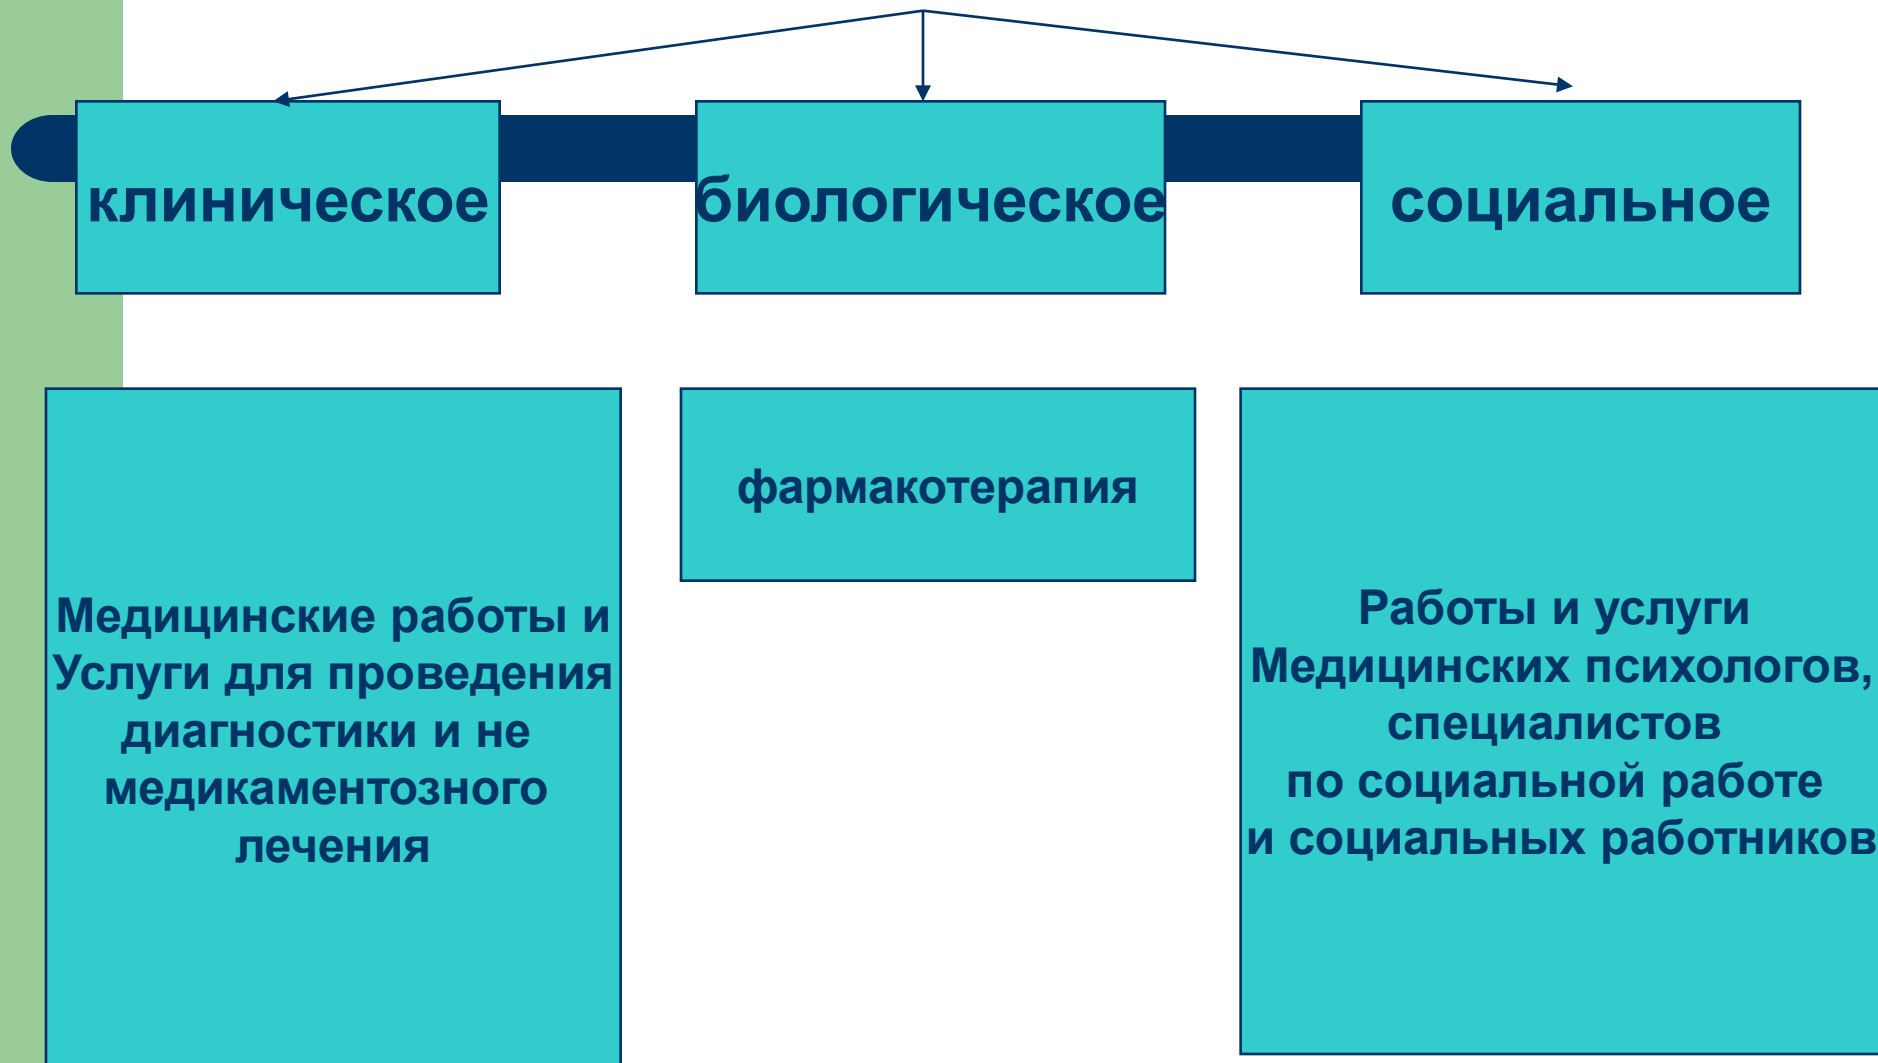 клиническое
биологическое
социальное
Медицинские работы и
Услуги для проведения
диагностики и не
медикаментозного
лечения
фармакотерапия
Работы и услуги
Медицинских психологов,
специалистов
по социальной работе
и социальных работников